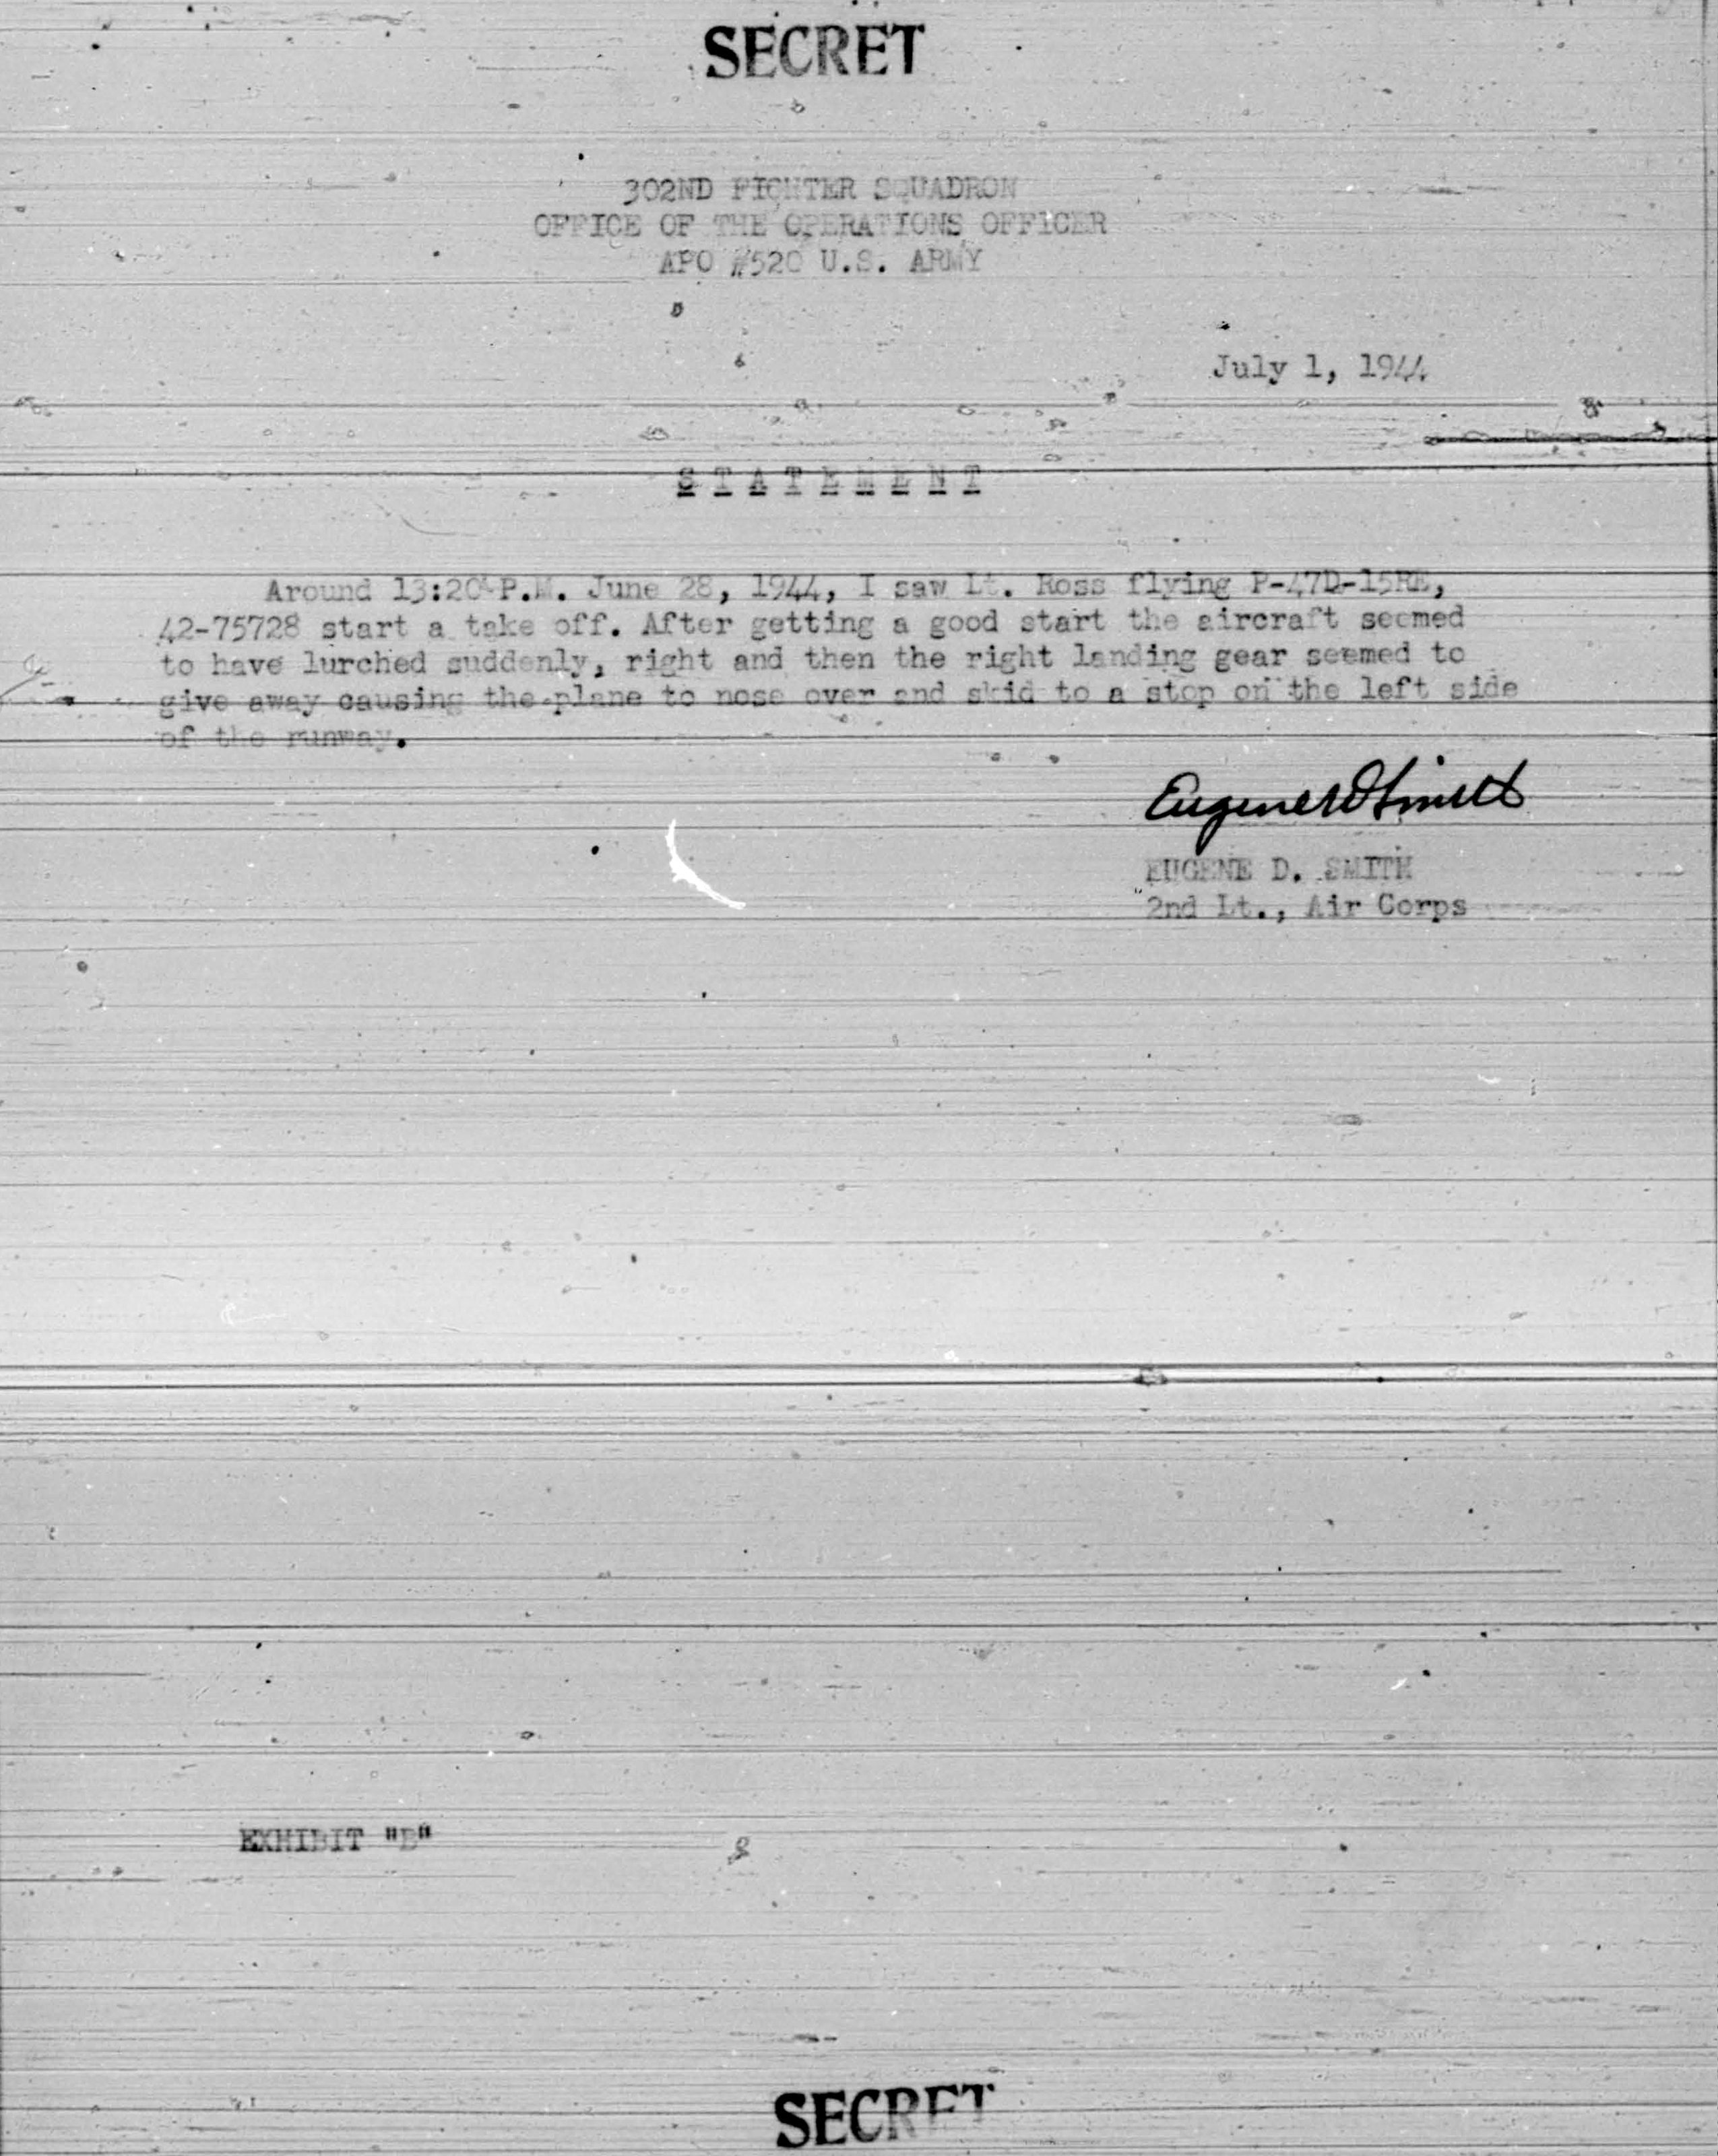 SECRET
302ND FIGHTER SQUADRON
OFFICE OF THE OPERATIONS OFFICER
APO #520 U.S. ARMY
July 1, 1944
S T A T E M E N T
Around 13:20 P.M. June 28, 1944, I saw Lt. Ross flying P-47D-15RE,
42-75728 start a take off. After getting a good start the aircraft seemed
to have lurched suddenly, right and then the right landing gear seemed to
give away causing the plane to nose over and skid to a stop on the left side
of the runway.
Eugene D Smith
EUGENE D. SMITH
2nd Lt., Air Corps
EXHIBIT "B"
SECRET